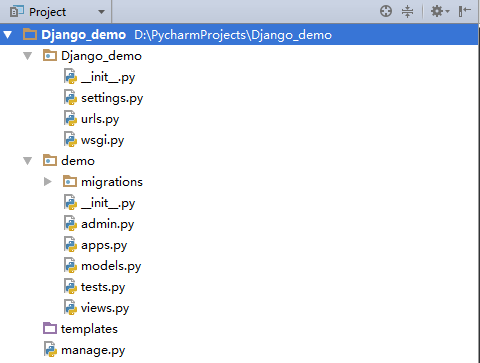 Project
Django_demo D:\PycharmProjects\Django_demo
Django_demo
__init__.py
settings.py
urls.py
wsgi.py
demo
migrations
__init__.py
admin.py
apps.py
models.py
tests.py
views.py
templates
manage.py